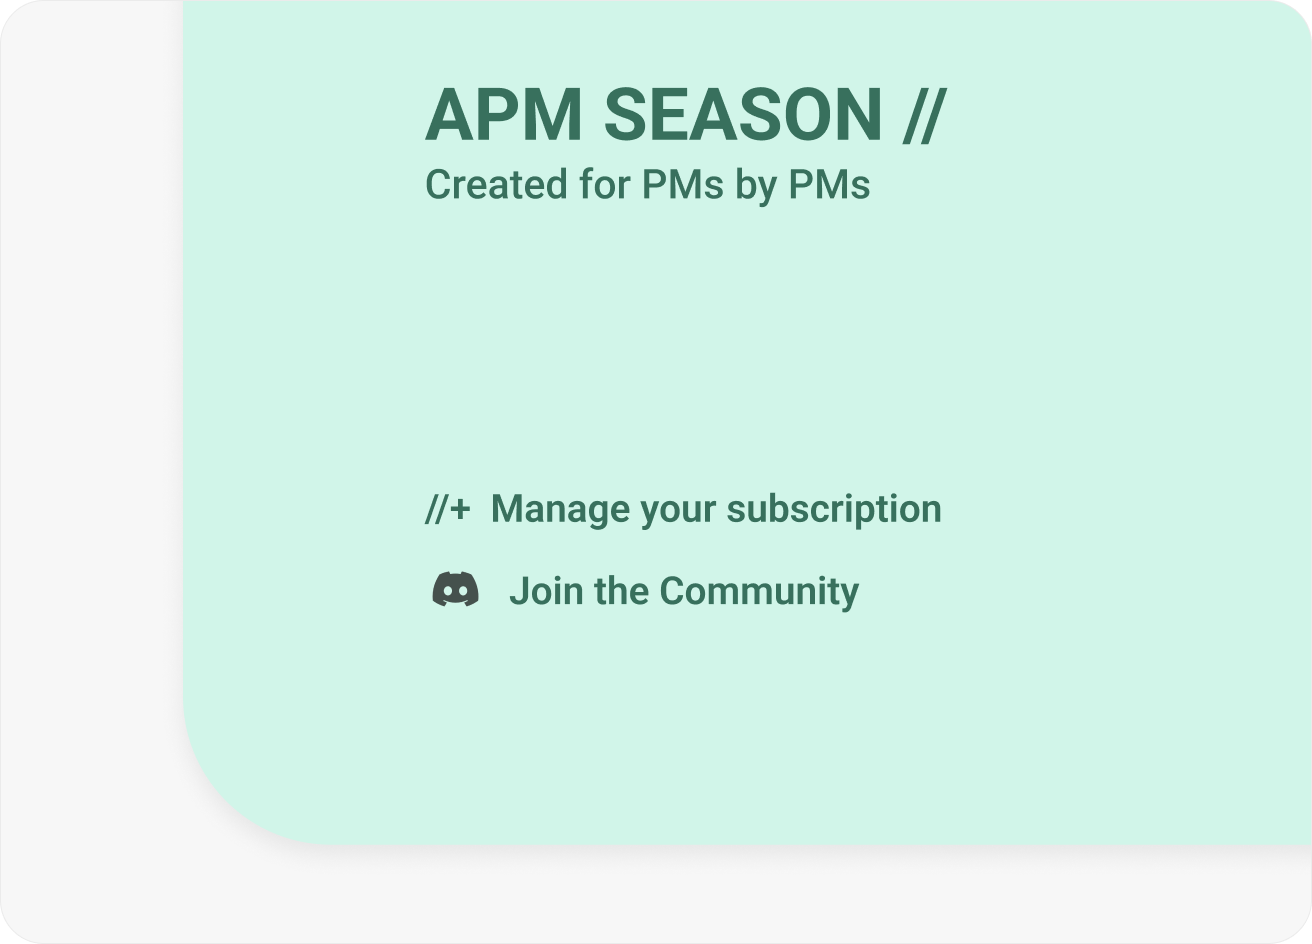 APM SEASON //
Created for PMs by PMs
//+ Manage your subscription
Join the Community